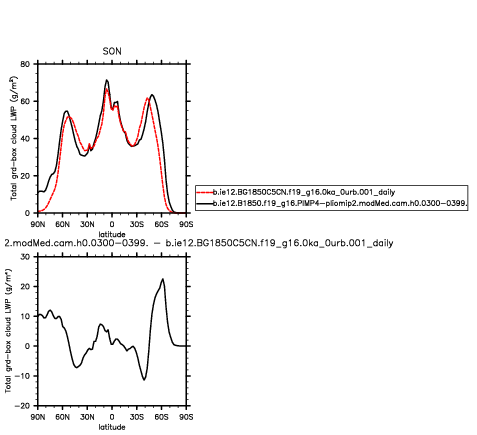 SON
Total grd-box cloud LWP (g/m²)
80
60
40
20
0
90N 60N 30N 0 30S 60S 90S
latitude
b.ie12.BG1850C5CN.f19_g16.0ka_0urb.001_daily
b.ie12.B1850.f19_g16.PIMP4-pliomip2.modMed.cam.h0.0300-0399.
2.modMed.cam.h0.0300-0399. - b.ie12.BG1850C5CN.f19_g16.0ka_0urb.001_daily
Total grd-box cloud LWP (g/m²)
30
20
10
0
-10
-20
90N 60N 30N 0 30S 60S 90S
latitude